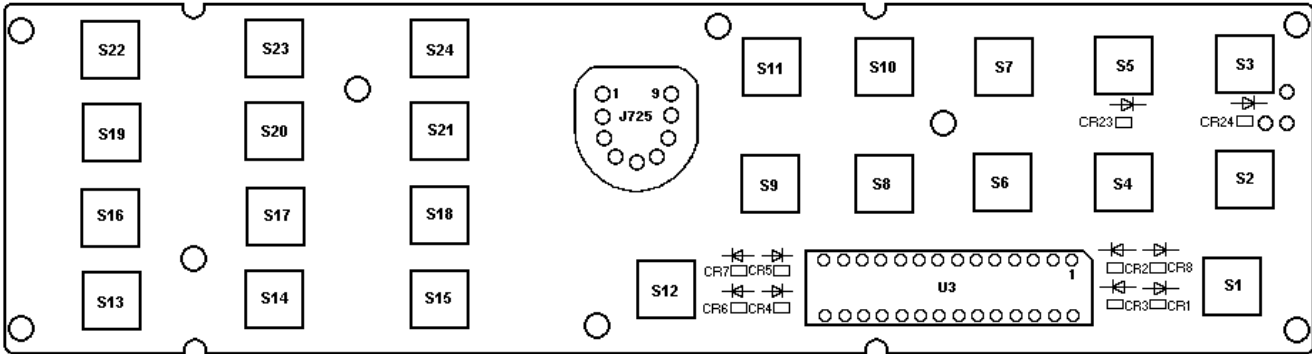 S22 S23 S24
S11 S10 S7 S5 S3
1 9
J725
CR23 CR24
S19 S20 S21
S9 S8 S6 S4 S2
S16 S17 S18
CR7 CR5 CR2 CR8
1
S12 U3 S1
S13 S14 S15
CR6 CR4 CR3 CR1